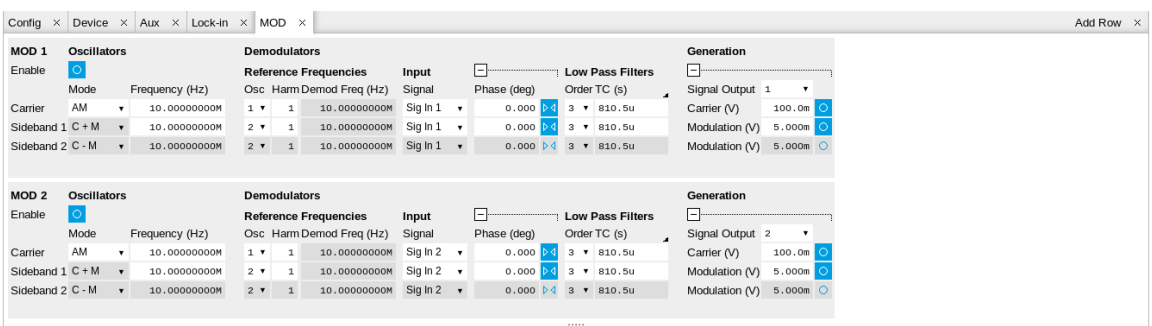 Config × Device × Aux × Lock-in × MOD × Add Row ×
MOD 1 Oscillators Demodulators Generation
Enable Reference Frequencies Input Low Pass Filters
Mode Frequency (Hz) Osc Harm Demod Freq (Hz) Signal Phase (deg) Order TC (s) Signal Output 1
Carrier AM 10.00000000M 1 1 10.00000000M Sig In 1 0.000 3 810.5u Carrier (V) 100.0m
Sideband 1 C + M 10.00000000M 2 1 10.00000000M Sig In 1 0.000 3 810.5u Modulation (V) 5.000m
Sideband 2 C - M 10.00000000M 2 1 10.00000000M Sig In 1 0.000 3 810.5u Modulation (V) 5.000m
MOD 2 Oscillators Demodulators Generation
Enable Reference Frequencies Input Low Pass Filters
Mode Frequency (Hz) Osc Harm Demod Freq (Hz) Signal Phase (deg) Order TC (s) Signal Output 2
Carrier AM 10.00000000M 1 1 10.00000000M Sig In 2 0.000 3 810.5u Carrier (V) 100.0m
Sideband 1 C + M 10.00000000M 2 1 10.00000000M Sig In 2 0.000 3 810.5u Modulation (V) 5.000m
Sideband 2 C - M 10.00000000M 2 1 10.00000000M Sig In 2 0.000 3 810.5u Modulation (V) 5.000m